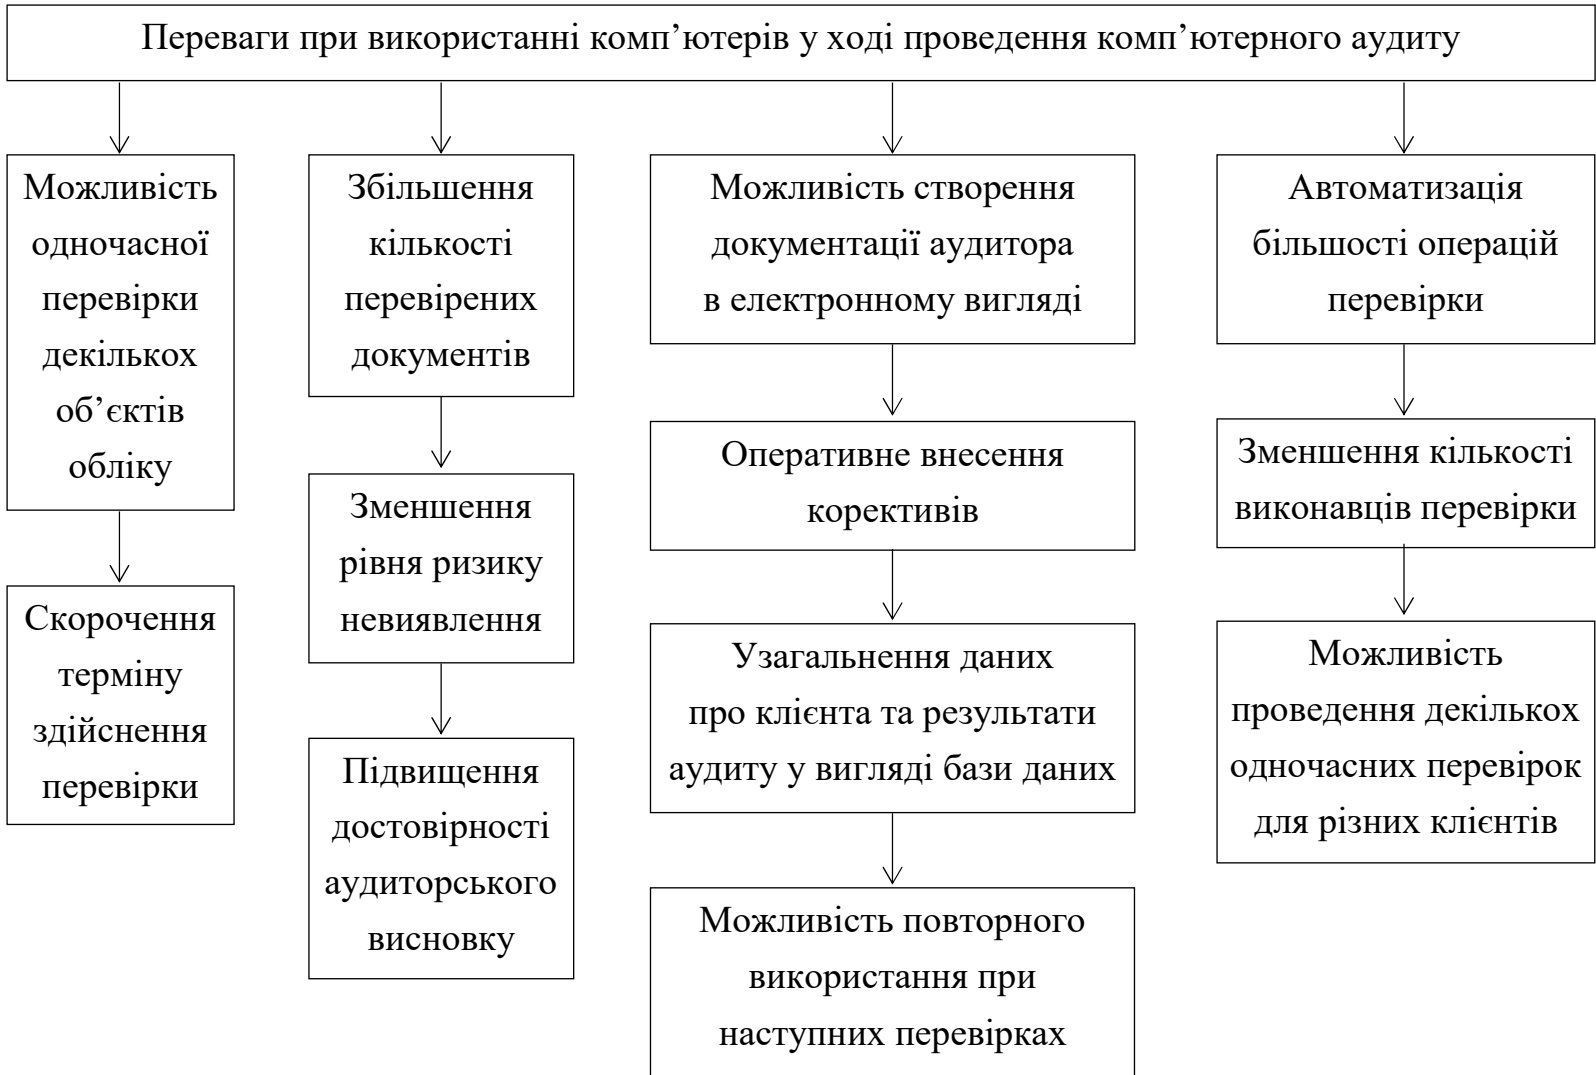 Переваги при використанні комп’ютерів у ході проведення комп’ютерного аудиту
Можливість
одночасної
перевірки
декількох
об’єктів
обліку
Скорочення
терміну
здійснення
перевірки
Збільшення
кількості
перевірених
документів
Зменшення
рівня ризику
невиявлення
Підвищення
достовірності
аудиторського
висновку
Можливість створення
документації аудитора
в електронному вигляді
Оперативне внесення
корективів
Узагальнення даних
про клієнта та результати
аудиту у вигляді бази даних
Можливість повторного
використання при
наступних перевірках
Автоматизація
більшості операцій
перевірки
Зменшення кількості
виконавців перевірки
Можливість
проведення декількох
одночасних перевірок
для різних клієнтів